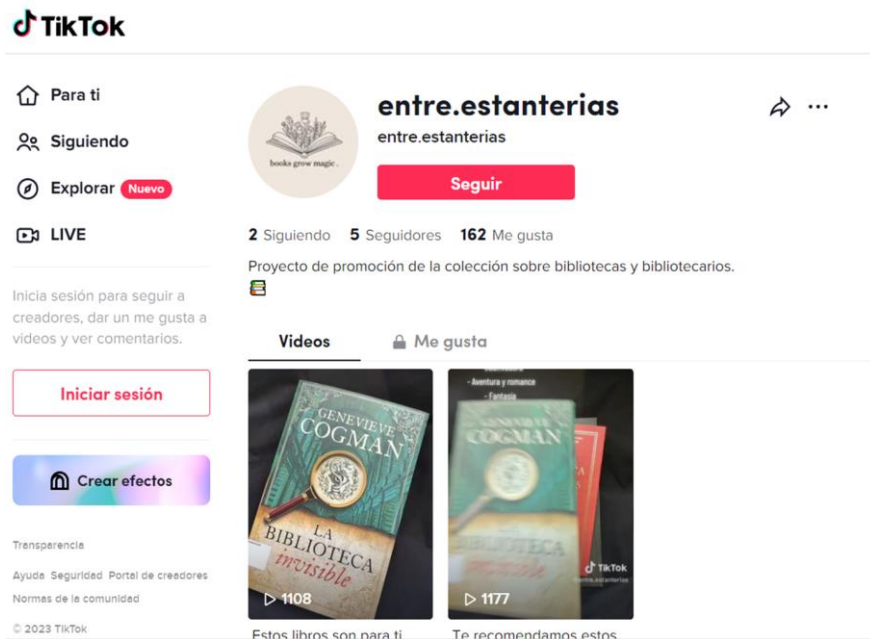 TikTok
Para ti
Siguiendo
Explorar Nuevo
LIVE
Inicia sesión para seguir a
creadores, dar un me gusta a
videos y ver comentarios.
Iniciar sesión
Crear efectos
Transparencia
Ayuda Seguridad Portal de creadores
Normas de la comunidad
© 2023 TikTok
books grow magic .
entre.estanterias
entre.estanterias
Seguir
2 Siguiendo 5 Seguidores 162 Me gusta
Proyecto de promoción de la colección sobre bibliotecas y bibliotecarios.
Videos
Me gusta
GENEVIEVE
COGMAN
LA
BIBLIOTECA
invisible
1108
Estos libros son para ti
- Aventura y romance
- Fantasía
GENEVIEVE
COGMAN
BIBLIOTECA
TikTok
@entre.estanterias
1177
Te recomendamos estos